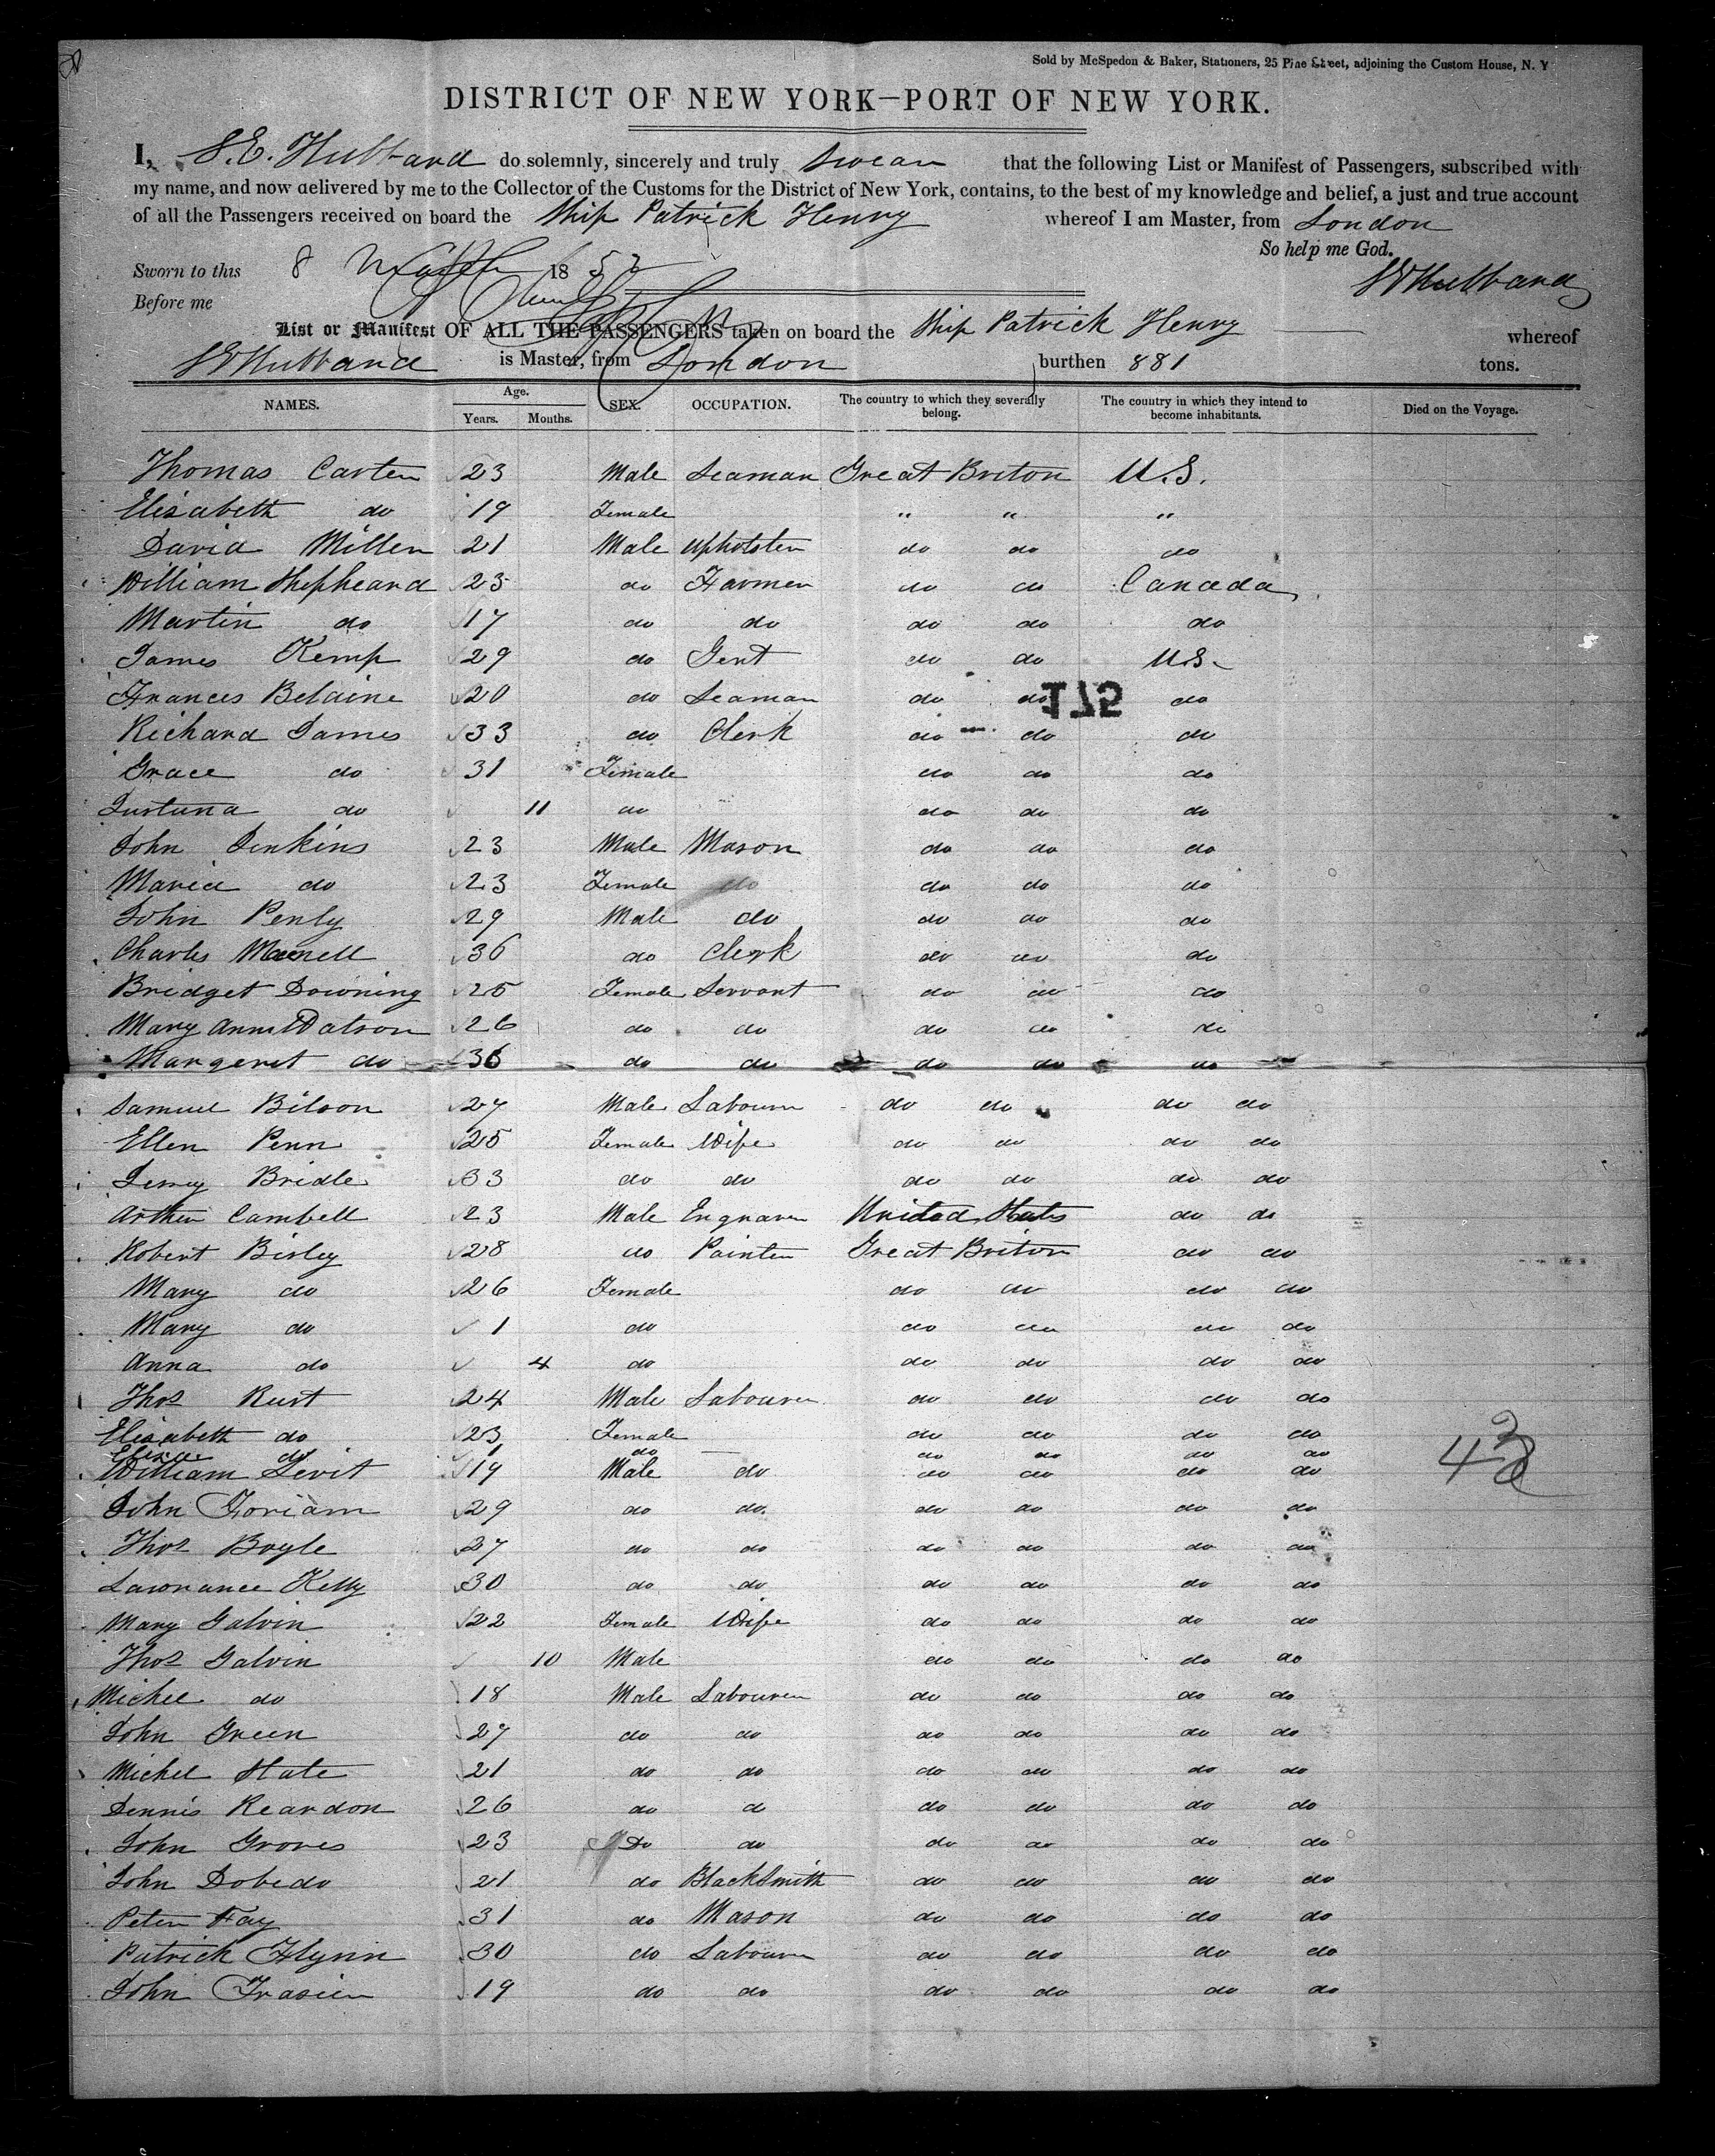 Sold by McSpedon & Baker, Stationers, 25 Pine Street, adjoining the Custom House, N. Y
DISTRICT OF NEW YORK—PORT OF NEW YORK.
I, S. E. Hubbard do solemnly, sincerely and truly swear that the following List or Manifest of Passengers, subscribed with
my name, and now delivered by me to the Collector of the Customs for the District of New York, contains, to the best of my knowledge and belief, a just and true account
of all the Passengers received on board the Ship Patrick Henry whereof I am Master, from London
So help me God.
Sworn to this 8 March 1852
Hubbard
Before me
List or Manifest OF ALL THE PASSENGERS taken on board the Ship Patrick Henry whereof
Hubbard is Master, from London burthen 881 tons.
NAMES. Age. Years. Months. SEX. OCCUPATION. The country to which they severally belong. The country in which they intend to become inhabitants. Died on the Voyage.
Thomas Carter 23 Male Seaman Great Briton U.S.
Elisabeth do 19 Female " " "
David Miller 21 Male Upholster do do do
William Shepheard 23 do Farmer do do Canada
Martin do 17 do do do do do
James Kemp 29 do Gent do do U.S.
Frances Belaine 20 do Seaman do do do
175
Richard James 33 do Clerk do do do
Grace do 31 Female do do do
do 11 do do do do
John Jenkins 23 Male Mason do do do
Maria do 23 Female do do do do
John Penly 29 Male do do do do
Charles 36 do Clerk do do do
Bridget Downing 25 Female Servant do do do
Mary Ann Watson 26 do do do do do
Margeret do 36 do do do do do
Samuel Bilson 27 Male Labourer do do do do
Ellen Penn 25 Female Wife do do do do
Bridle 33 do do do do do do
Arther Cambell 23 Male Engraver United States do do
Robert Bisley 28 do Painter Great Briton do do
Mary do 26 Female do do do do
Mary do 1 do do do do do
Anna do 4 do do do do do
Thos Rust 24 Male Labourer do do do do
Elisabeth do 23 Female do do do do
Elisa do 1 do — do do do do
William Levit 19 Male do do do do do
John 29 do do do do do do
Thos Boyle 27 do do do do do do
Lawrance Kelly 30 do do do do do do
Mary Galvin 22 Female Wife do do do do
Thos Galvin 10 Male do do do do
Michel do 18 Male Labourer do do do do
John Green 27 do do do do do do
Michel Hate 21 do do do do do do
Dennis Reardon 26 do d do do do do
John Groves 23 Do do do do do do
John Dobedo 21 do BlackSmith do do do do
Peter Fay 31 do Mason do do do do
Patrick Flynn 30 do Labourer do do do do
John Frasier 19 do do do do do do